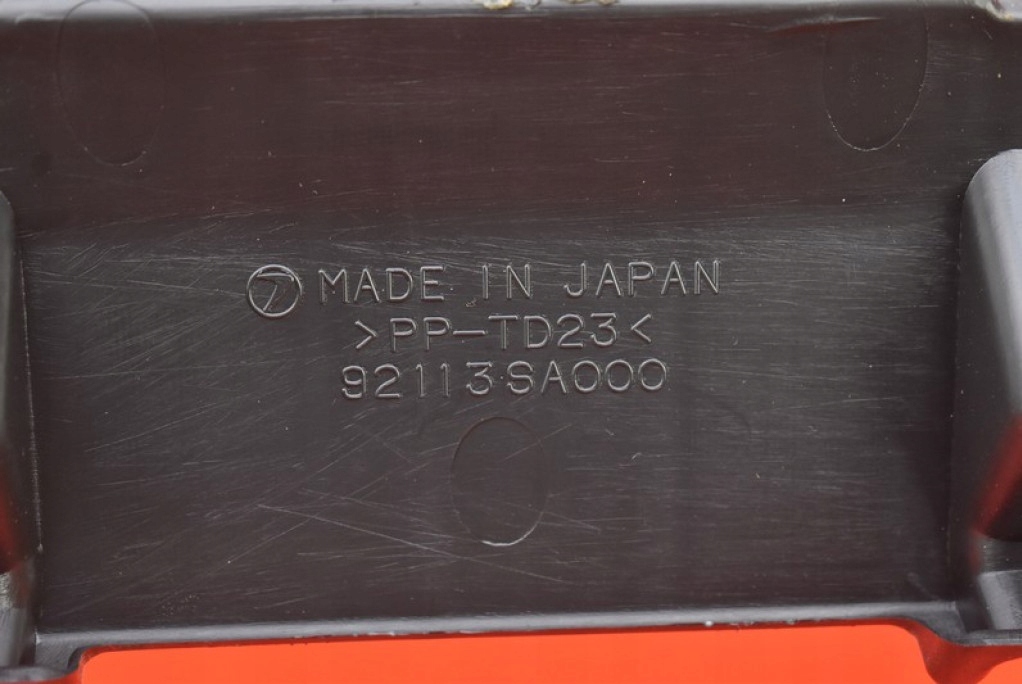 MADE IN JAPAN
>PP-TD23<
92113SA000